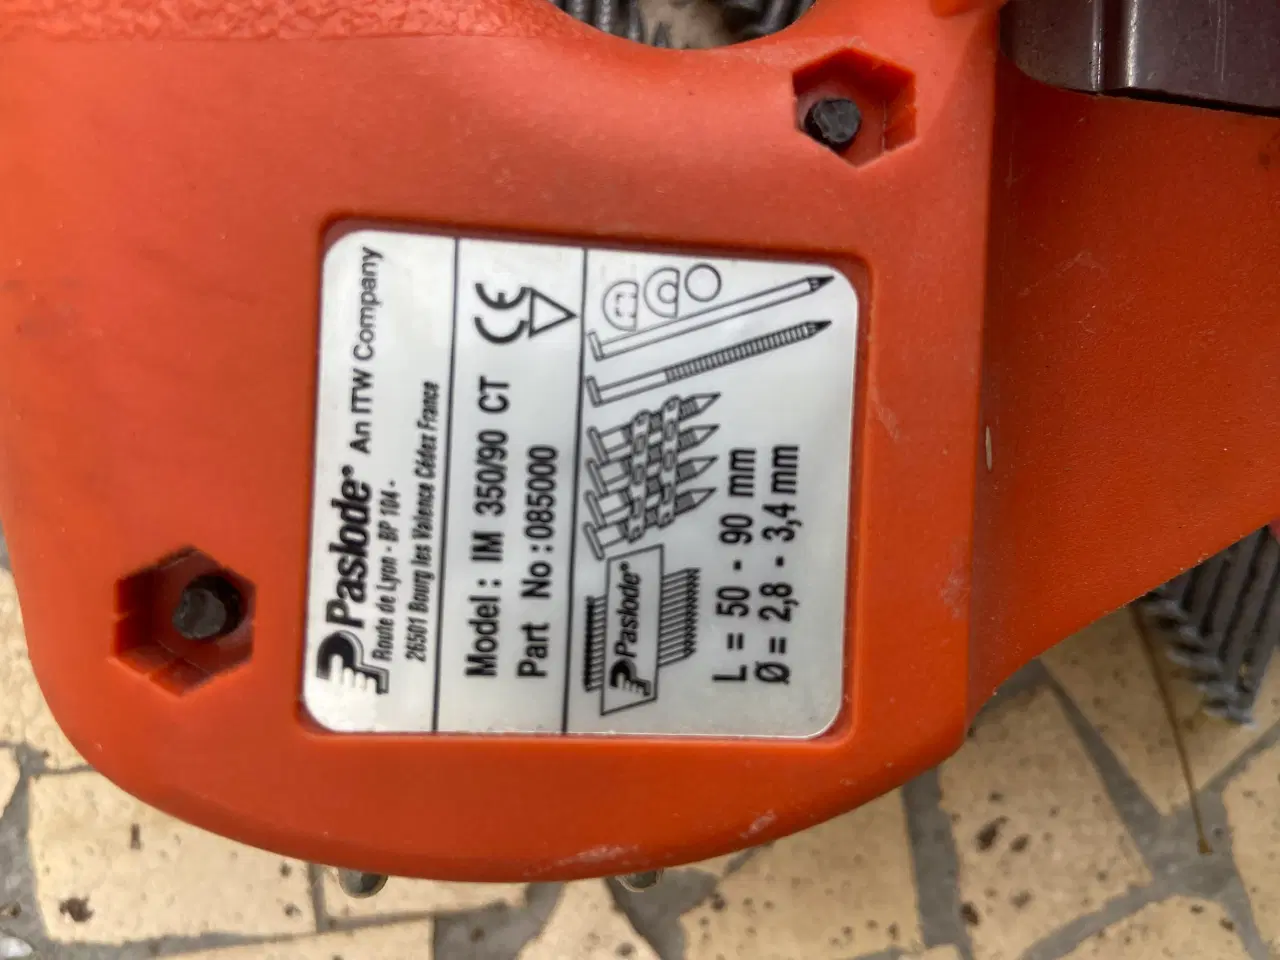 Paslode® An ITW Company
Route de Lyon - BP 104 -
26501 Bourg les Valence Cédex France
Model : IM 350/90 CT
CE
Part No : 085000
Paslode®
L = 50 - 90 mm
Ø = 2,8 - 3,4 mm